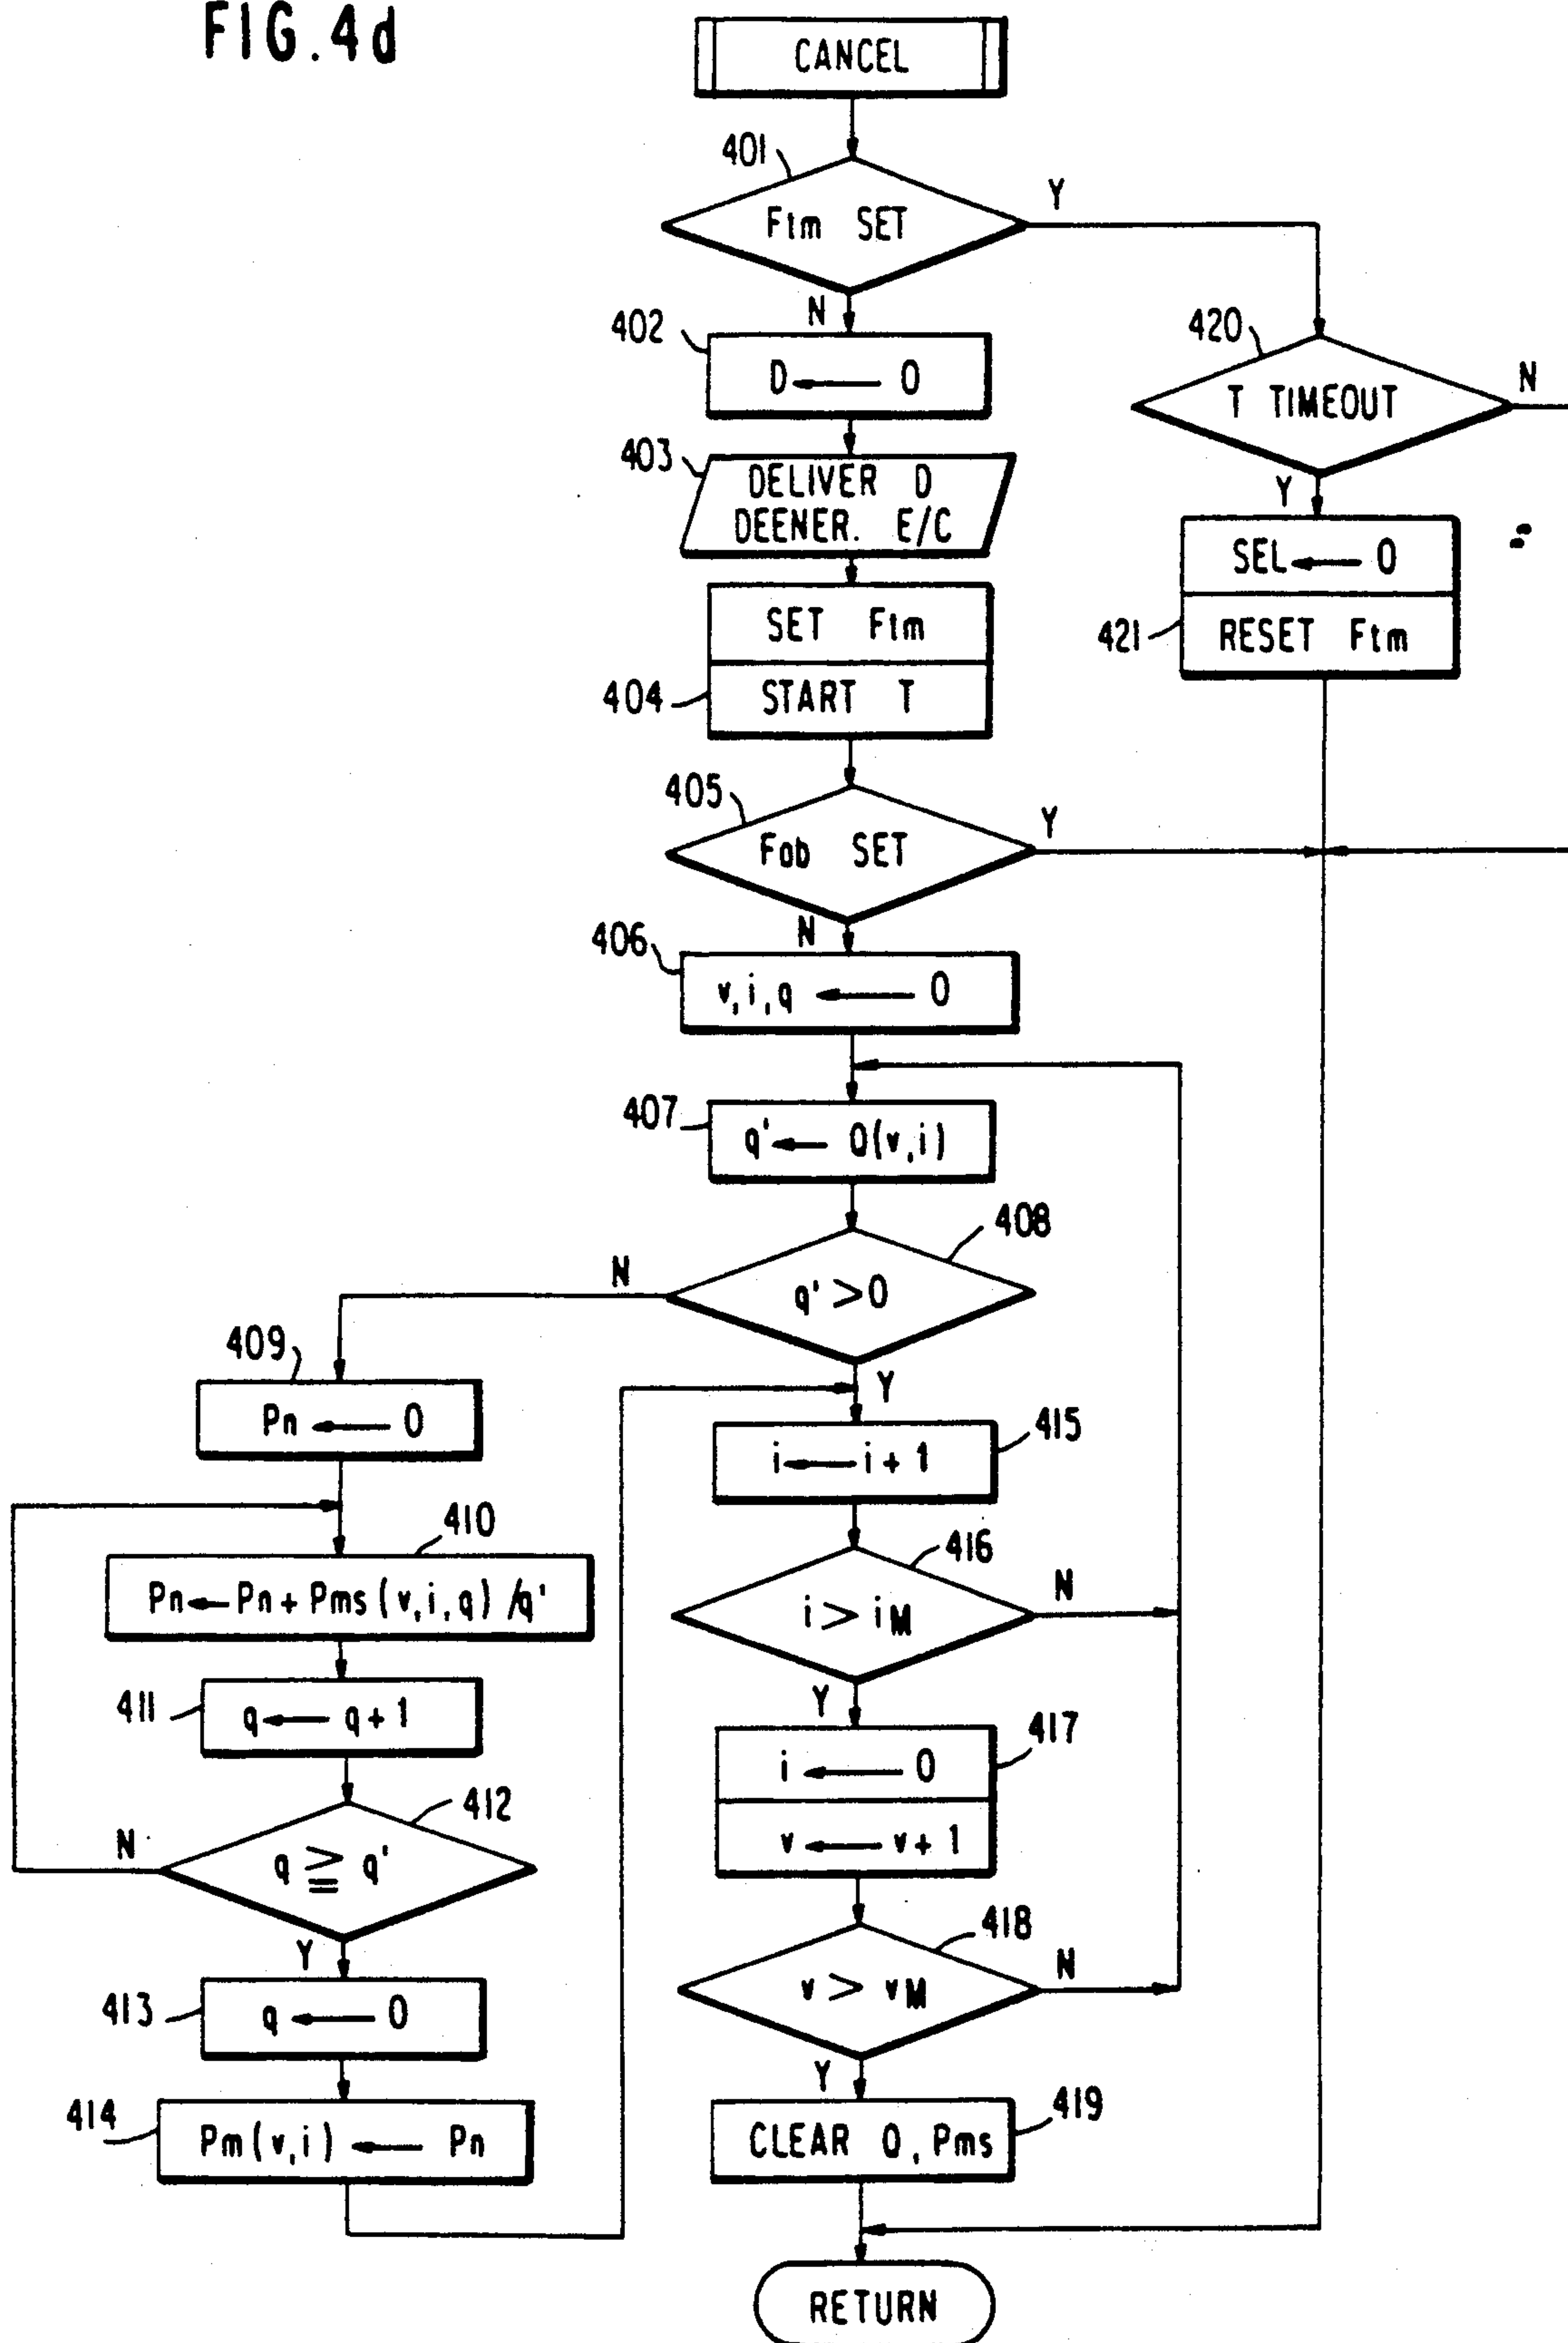 FIG.4d
CANCEL
401
Ftm SET
Y
N
402
D ← 0
420
T TIMEOUT
N
403
DELIVER D
DEENER. E/C
Y
SEL ← 0
421
RESET Ftm
SET Ftm
404
START T
405
Fab SET
Y
N
406
v, i, q ← 0
407
q' ← Q(v,i)
408
q' > 0
N
Y
409
Pn ← 0
415
i ← i + 1
410
Pn ← Pn + Pms (v, i, q) /q'
416
i > iM
N
Y
411
q ← q + 1
417
i ← 0
v ← v + 1
412
q ≧ q'
N
Y
418
v > vM
N
Y
413
q ← 0
414
Pm(v,i) ← Pn
419
CLEAR Q, Pms
RETURN